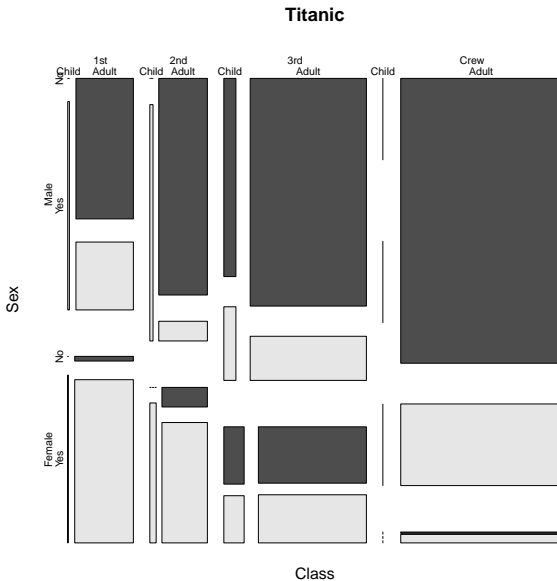 Titanic
1st 2nd 3rd Crew
Child Adult Child Adult Child Adult Child Adult
No
Male
Yes
Sex
No
Female
Yes
Class